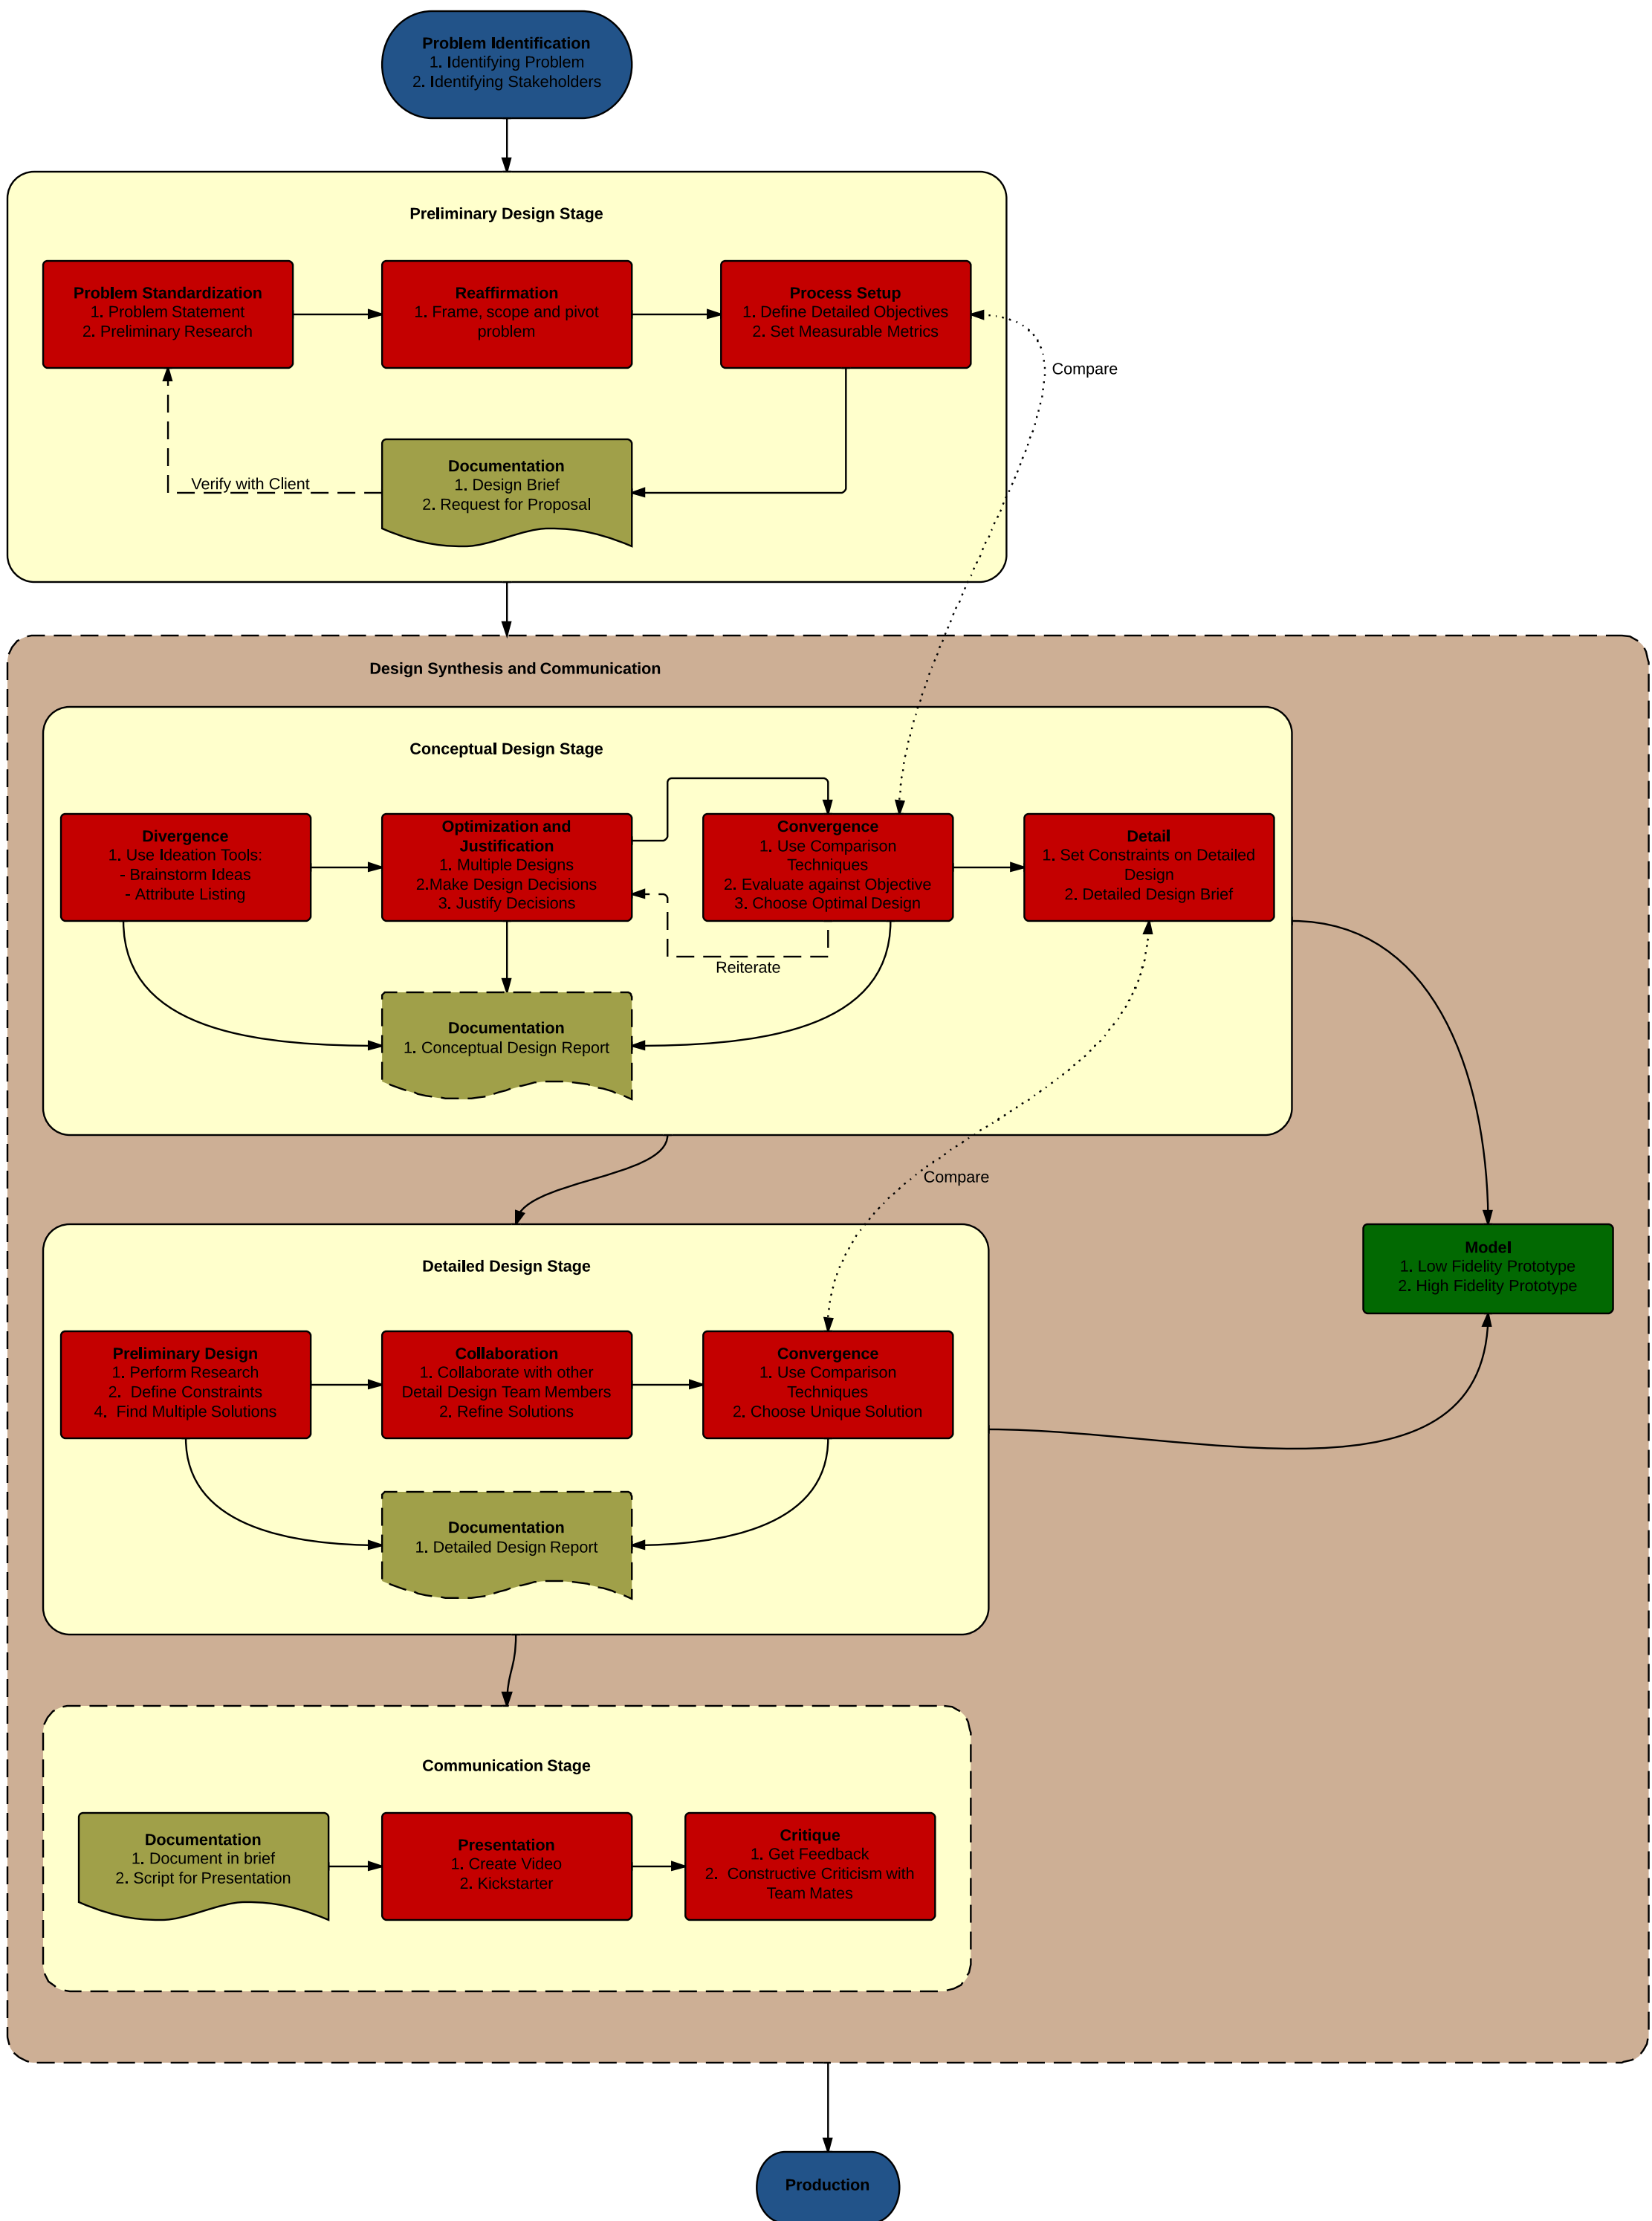 Problem Identification
1. Identifying Problem
2. Identifying Stakeholders
Preliminary Design Stage
Problem Standardization
1. Problem Statement
2. Preliminary Research
Reaffirmation
1. Frame, scope and pivot
problem
Process Setup
1. Define Detailed Objectives
2. Set Measurable Metrics
Compare
Documentation
1. Design Brief
2. Request for Proposal
Verify with Client
Design Synthesis and Communication
Conceptual Design Stage
Divergence
1. Use Ideation Tools:
- Brainstorm Ideas
- Attribute Listing
Optimization and
Justification
1. Multiple Designs
2.Make Design Decisions
3. Justify Decisions
Convergence
1. Use Comparison
Techniques
2. Evaluate against Objective
3. Choose Optimal Design
Detail
1. Set Constraints on Detailed
Design
2. Detailed Design Brief
Reiterate
Documentation
1. Conceptual Design Report
Compare
Detailed Design Stage
Model
1. Low Fidelity Prototype
2. High Fidelity Prototype
Preliminary Design
1. Perform Research
2.  Define Constraints
4.  Find Multiple Solutions
Collaboration
1. Collaborate with other
Detail Design Team Members
2. Refine Solutions
Convergence
1. Use Comparison
Techniques
2. Choose Unique Solution
Documentation
1. Detailed Design Report
Communication Stage
Documentation
1. Document in brief
2. Script for Presentation
Presentation
1. Create Video
2. Kickstarter
Critique
1. Get Feedback
2.  Constructive Criticism with
Team Mates
Production